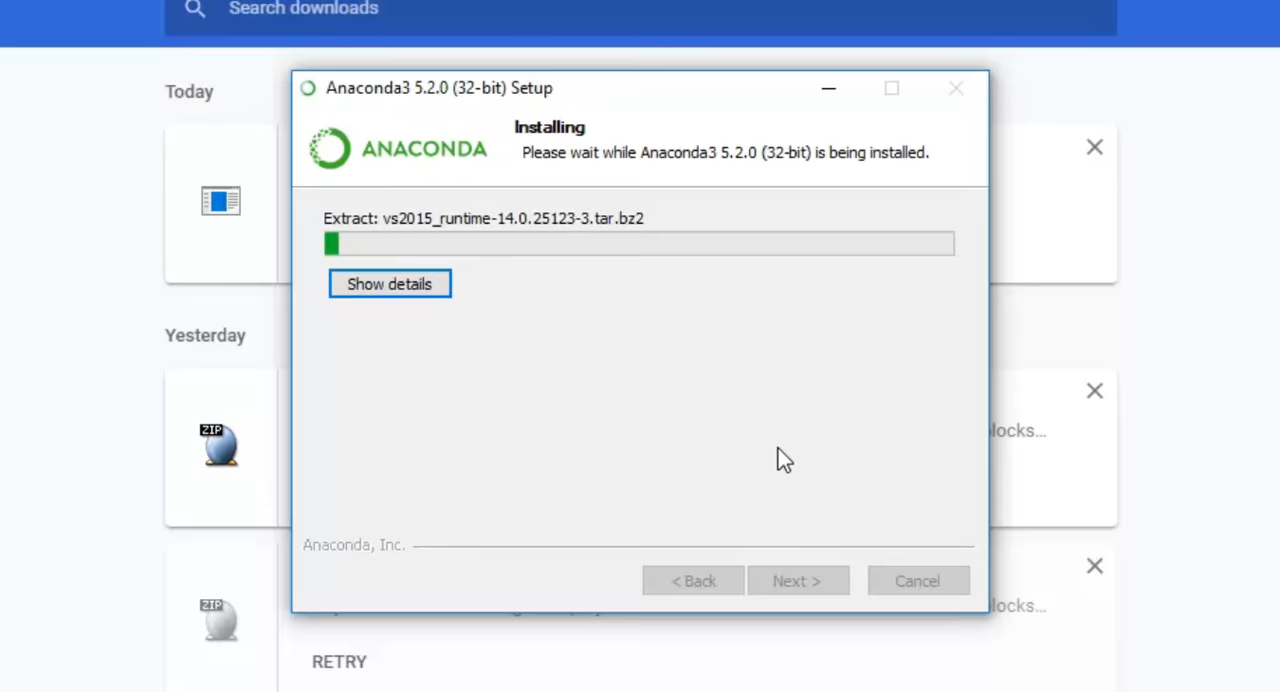 Search downloads
Today
Anaconda3 5.2.0 (32-bit) Setup
ANACONDA
Installing
Please wait while Anaconda3 5.2.0 (32-bit) is being installed.
Extract: vs2015_runtime-14.0.25123-3.tar.bz2
Show details
Yesterday
ZIP
locks...
Anaconda, Inc.
< Back
Next >
Cancel
ZIP
locks...
RETRY